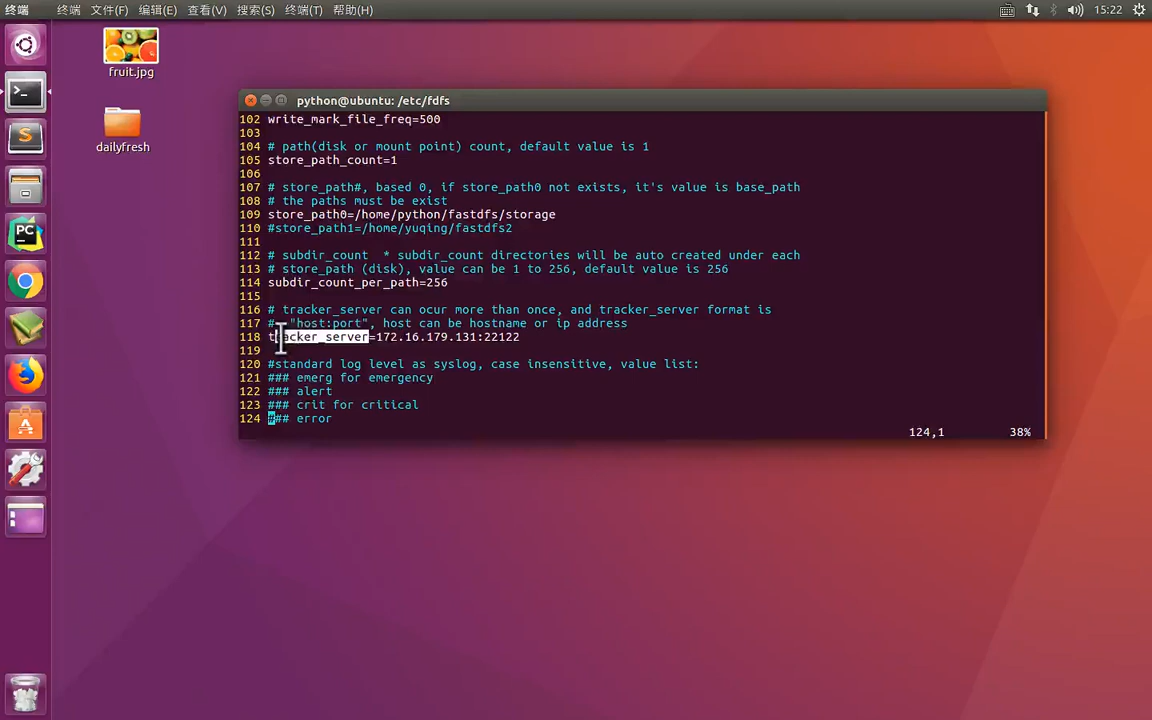 终端 终端 文件(F) 编辑(E) 查看(V) 搜索(S) 终端(T) 帮助(H) 15:22
fruit.jpg
dailyfresh
python@ubuntu: /etc/fdfs
102 write_mark_file_freq=500
103
104 # path(disk or mount point) count, default value is 1
105 store_path_count=1
106
107 # store_path#, based 0, if store_path0 not exists, it's value is base_path
108 # the paths must be exist
109 store_path0=/home/python/fastdfs/storage
110 #store_path1=/home/yuqing/fastdfs2
111
112 # subdir_count  * subdir_count directories will be auto created under each
113 # store_path (disk), value can be 1 to 256, default value is 256
114 subdir_count_per_path=256
115
116 # tracker_server can ocur more than once, and tracker_server format is
117 #  "host:port", host can be hostname or ip address
118 tracker_server=172.16.179.131:22122
119
120 #standard log level as syslog, case insensitive, value list:
121 ### emerg for emergency
122 ### alert
123 ### crit for critical
124 ### error
124,1 38%